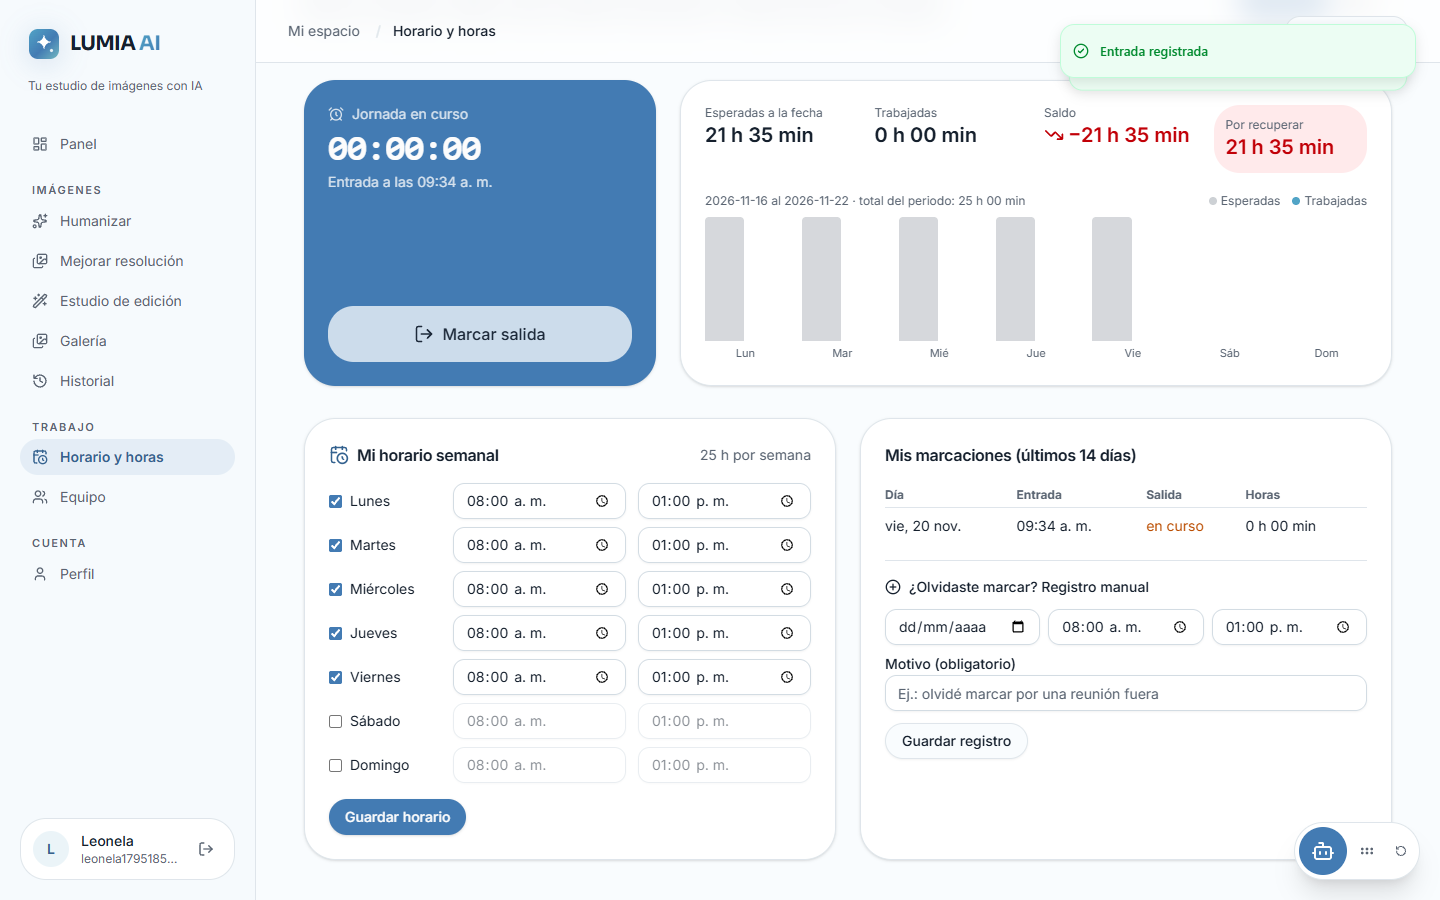 LUMIA AI
Tu estudio de imágenes con IA
Panel
IMÁGENES
Humanizar
Mejorar resolución
Estudio de edición
Galería
Historial
TRABAJO
Horario y horas
Equipo
CUENTA
Perfil
L
Leonela
leonela1795185...
Mi espacio / Horario y horas
Entrada registrada
Jornada en curso
00:00:00
Entrada a las 09:34 a. m.
Marcar salida
Esperadas a la fecha
21 h 35 min
Trabajadas
0 h 00 min
Saldo
−21 h 35 min
Por recuperar
21 h 35 min
2026-11-16 al 2026-11-22 · total del periodo: 25 h 00 min
Esperadas Trabajadas
Lun Mar Mié Jue Vie Sáb Dom
Mi horario semanal 25 h por semana
Lunes 08:00 a. m. 01:00 p. m.
Martes 08:00 a. m. 01:00 p. m.
Miércoles 08:00 a. m. 01:00 p. m.
Jueves 08:00 a. m. 01:00 p. m.
Viernes 08:00 a. m. 01:00 p. m.
Sábado 08:00 a. m. 01:00 p. m.
Domingo 08:00 a. m. 01:00 p. m.
Guardar horario
Mis marcaciones (últimos 14 días)
Día Entrada Salida Horas
vie, 20 nov. 09:34 a. m. en curso 0 h 00 min
¿Olvidaste marcar? Registro manual
dd/mm/aaaa 08:00 a. m. 01:00 p. m.
Motivo (obligatorio)
Ej.: olvidé marcar por una reunión fuera
Guardar registro